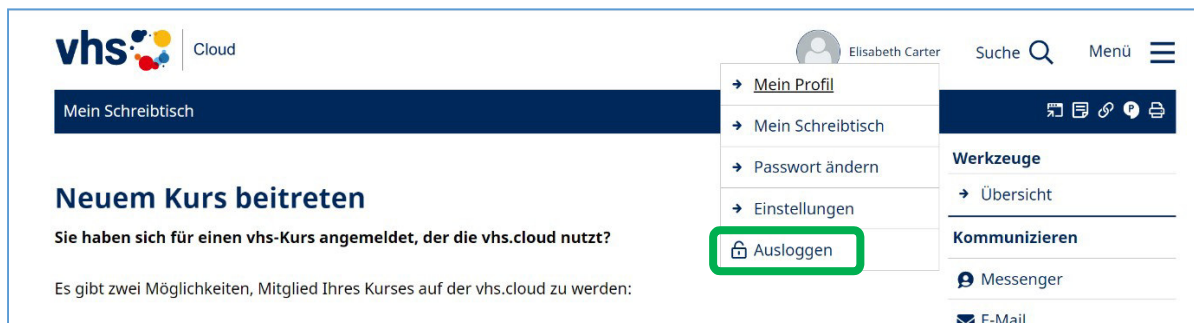 vhs Cloud
Elisabeth Carter
Suche
Menü
Mein Schreibtisch
Mein Profil
Mein Schreibtisch
Passwort ändern
Einstellungen
Ausloggen
Neuem Kurs beitreten
Sie haben sich für einen vhs-Kurs angemeldet, der die vhs.cloud nutzt?
Es gibt zwei Möglichkeiten, Mitglied Ihres Kurses auf der vhs.cloud zu werden:
Werkzeuge
Übersicht
Kommunizieren
Messenger
E-Mail